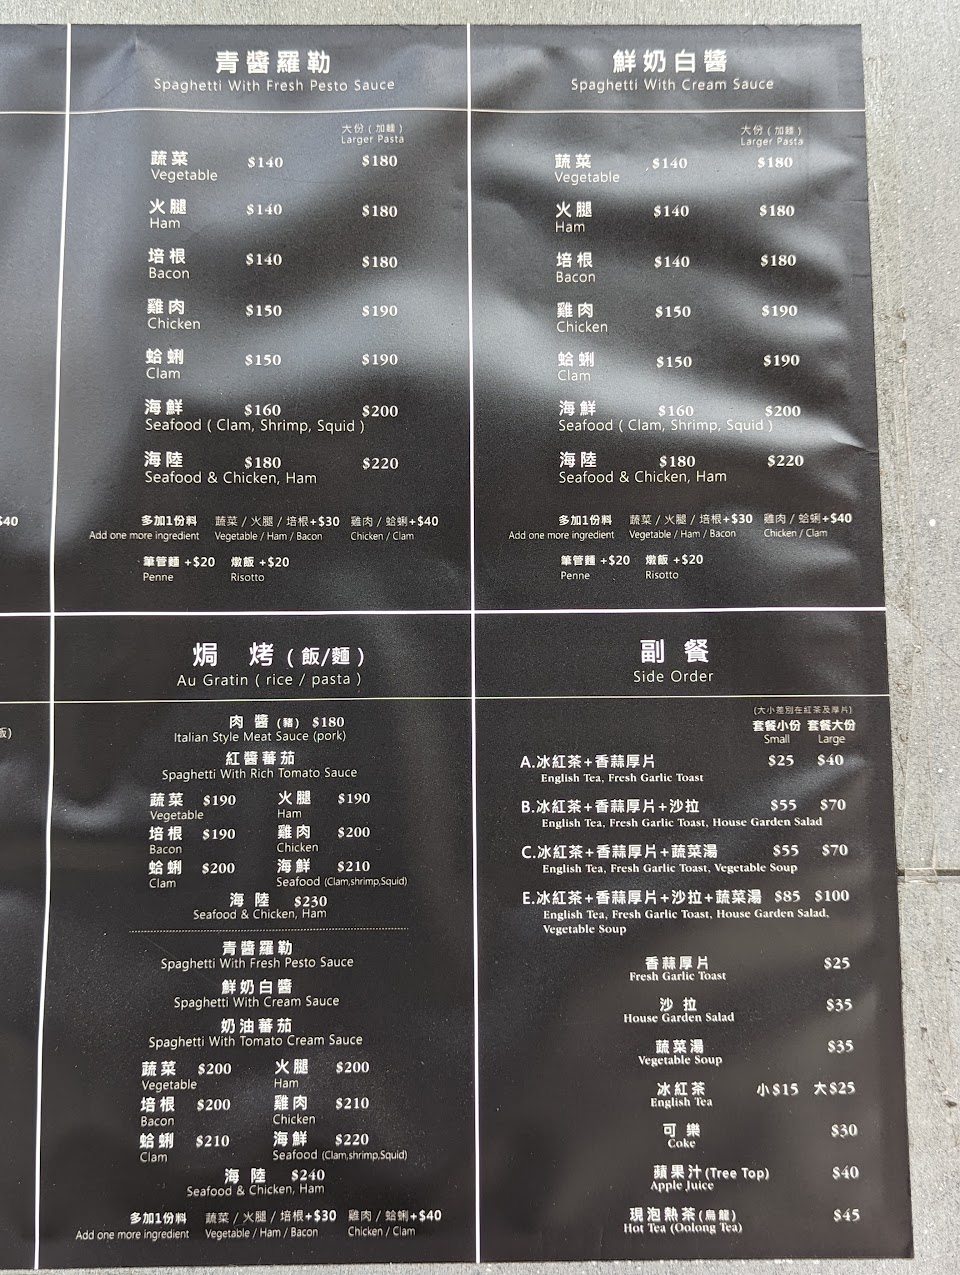 青醬羅勒
Spaghetti With Fresh Pesto Sauce
大份 ( 加麵 )
Larger Pasta
蔬菜 $140 $180
Vegetable
火腿 $140 $180
Ham
培根 $140 $180
Bacon
雞肉 $150 $190
Chicken
蛤蜊 $150 $190
Clam
海鮮 $160 $200
Seafood ( Clam, Shrimp, Squid )
海陸 $180 $220
Seafood & Chicken, Ham
多加1份料 蔬菜 / 火腿 / 培根+$30 雞肉 / 蛤蜊+$40
Add one more ingredient Vegetable / Ham / Bacon Chicken / Clam
筆管麵 +$20 燉飯 +$20
Penne Risotto
鮮奶白醬
Spaghetti With Cream Sauce
大份 ( 加麵 )
Larger Pasta
蔬菜 $140 $180
Vegetable
火腿 $140 $180
Ham
培根 $140 $180
Bacon
雞肉 $150 $190
Chicken
蛤蜊 $150 $190
Clam
海鮮 $160 $200
Seafood ( Clam, Shrimp, Squid )
海陸 $180 $220
Seafood & Chicken, Ham
多加1份料 蔬菜 / 火腿 / 培根+$30 雞肉 / 蛤蜊+$40
Add one more ingredient Vegetable / Ham / Bacon Chicken / Clam
筆管麵 +$20 燉飯 +$20
Penne Risotto
$40
飯)
焗 烤 ( 飯/麵 )
Au Gratin ( rice / pasta )
肉 醬 (豬) $180
Italian Style Meat Sauce (pork)
紅醬蕃茄
Spaghetti With Rich Tomato Sauce
蔬菜 $190 火腿 $190
Vegetable Ham
培根 $190 雞肉 $200
Bacon Chicken
蛤蜊 $200 海鮮 $210
Clam Seafood (Clam,shrimp,Squid)
海 陸 $230
Seafood & Chicken, Ham
青醬羅勒
Spaghetti With Fresh Pesto Sauce
鮮奶白醬
Spaghetti With Cream Sauce
奶油蕃茄
Spaghetti With Tomato Cream Sauce
蔬菜 $200 火腿 $200
Vegetable Ham
培根 $200 雞肉 $210
Bacon Chicken
蛤蜊 $210 海鮮 $220
Clam Seafood (Clam,shrimp,Squid)
海 陸 $240
Seafood & Chicken, Ham
多加1份料 蔬菜 / 火腿 / 培根+$30 雞肉 / 蛤蜊+$40
Add one more ingredient Vegetable / Ham / Bacon Chicken / Clam
副 餐
Side Order
(大小差別在紅茶及厚片)
套餐小份 套餐大份
Small Large
A.冰紅茶+香蒜厚片 $25 $40
English Tea, Fresh Garlic Toast
B.冰紅茶+香蒜厚片+沙拉 $55 $70
English Tea, Fresh Garlic Toast, House Garden Salad
C.冰紅茶+香蒜厚片+蔬菜湯 $55 $70
English Tea, Fresh Garlic Toast, Vegetable Soup
E.冰紅茶+香蒜厚片+沙拉+蔬菜湯 $85 $100
English Tea, Fresh Garlic Toast, House Garden Salad,
Vegetable Soup
香蒜厚片 $25
Fresh Garlic Toast
沙 拉 $35
House Garden Salad
蔬菜湯 $35
Vegetable Soup
冰紅茶 小$15 大$25
English Tea
可 樂 $30
Coke
蘋果汁 (Tree Top) $40
Apple Juice
現泡熱茶 (烏龍) $45
Hot Tea (Oolong Tea)